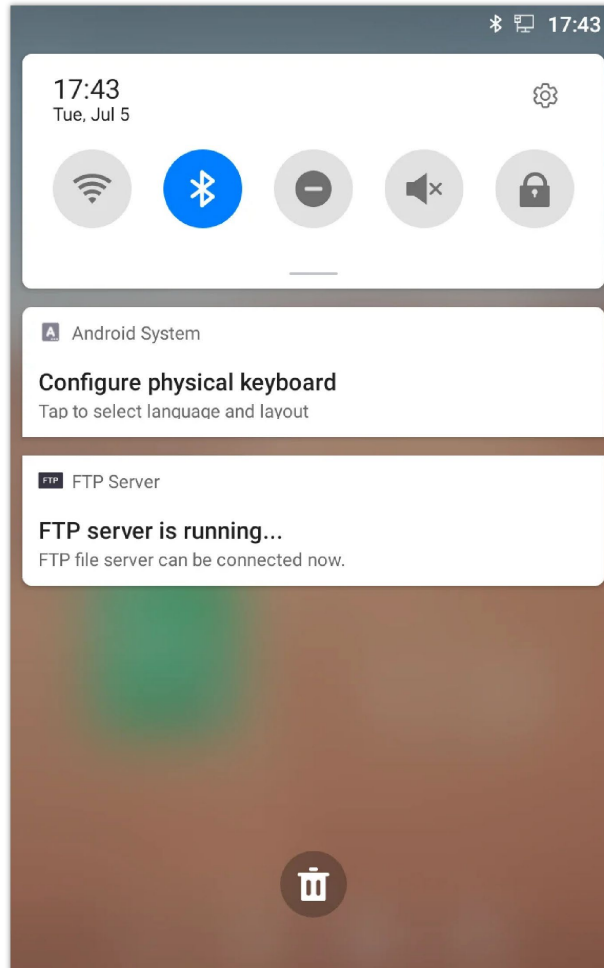 17:43
17:43
Tue, Jul 5
A Android System
Configure physical keyboard
Tap to select language and layout
FTP FTP Server
FTP server is running...
FTP file server can be connected now.